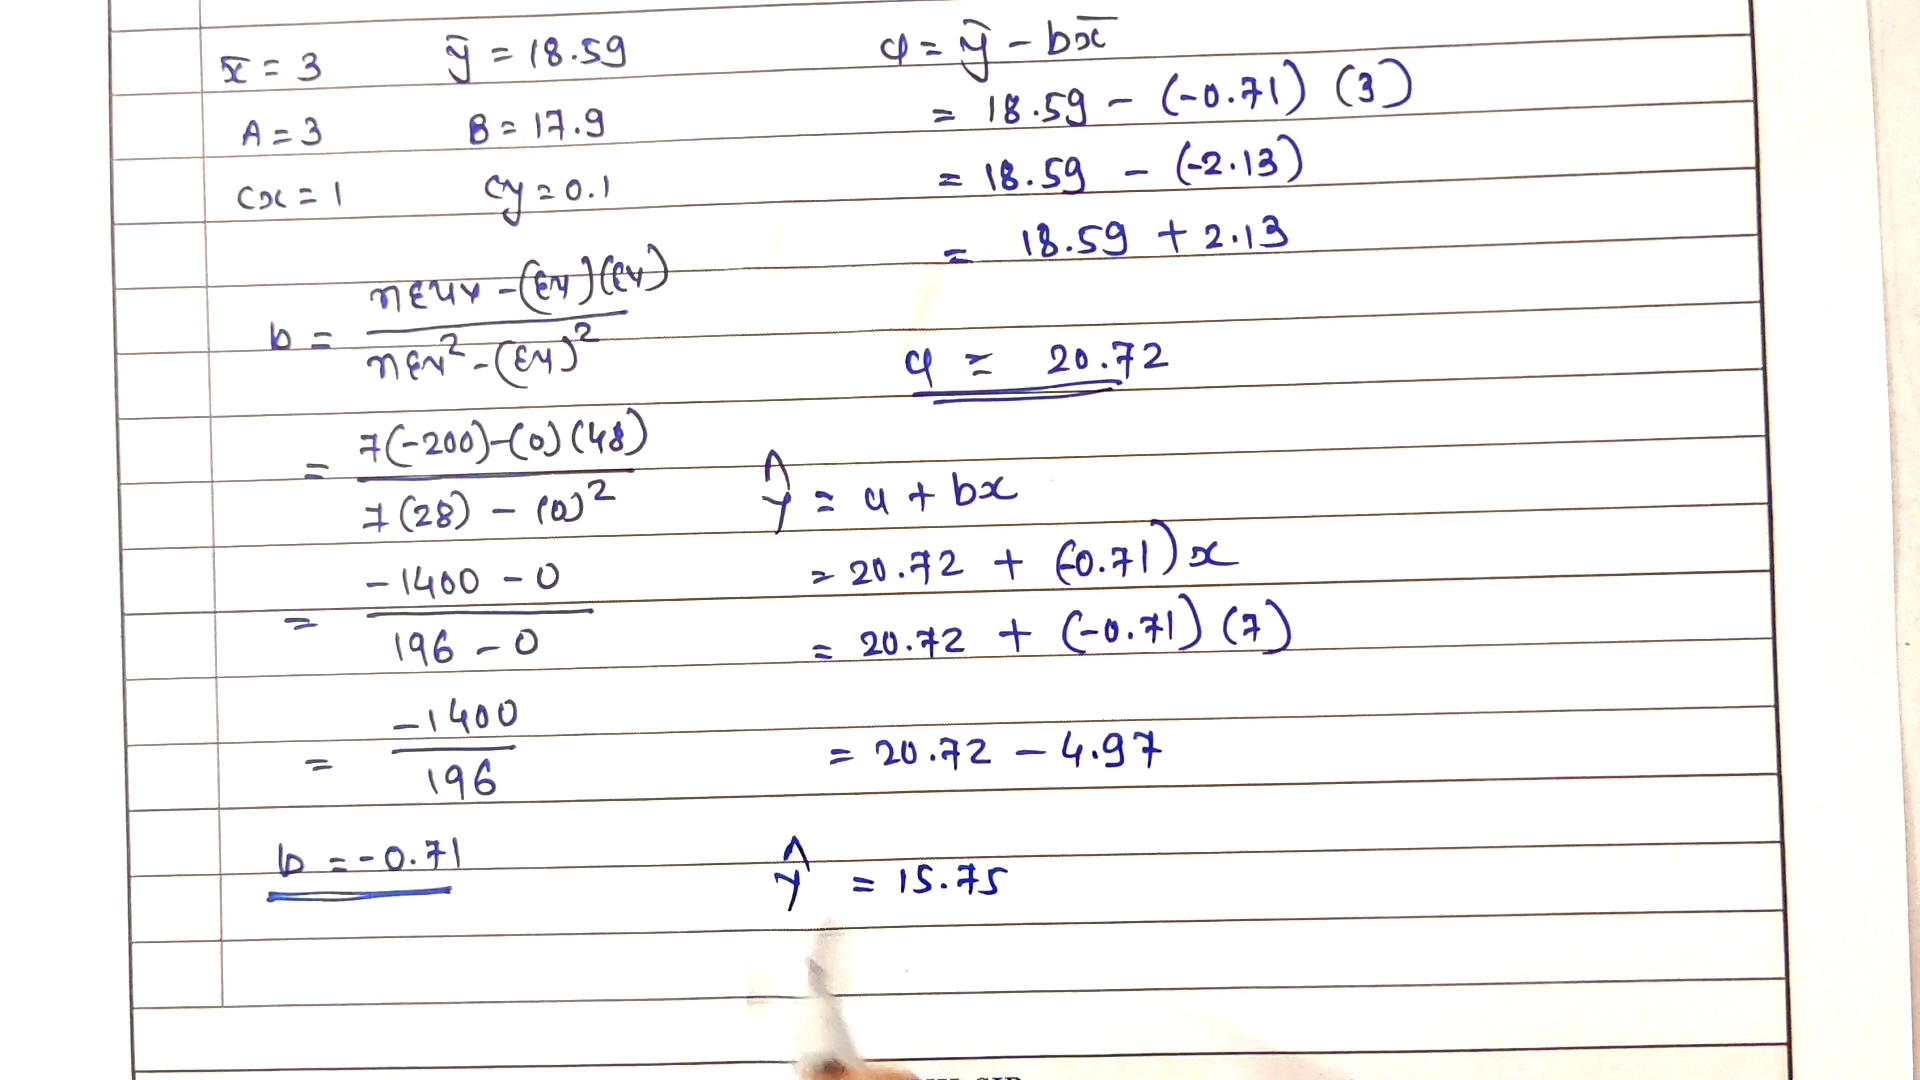 x̄ = 3 ȳ = 18.59
A = 3 B = 17.9
Cx = 1 Cy = 0.1
b = nΣuv - (Σu)(Σv) / nΣu² - (Σu)²
= 7(-200)-(0)(48) / 7(28) - (0)²
= -1400 - 0 / 196 - 0
= -1400 / 196
b = -0.71
a = ȳ - bx̄
= 18.59 - (-0.71) (3)
= 18.59 - (-2.13)
= 18.59 + 2.13
a = 20.72
ŷ = a + bx
= 20.72 + (-0.71)x
= 20.72 + (-0.71) (7)
= 20.72 - 4.97
ŷ = 15.75